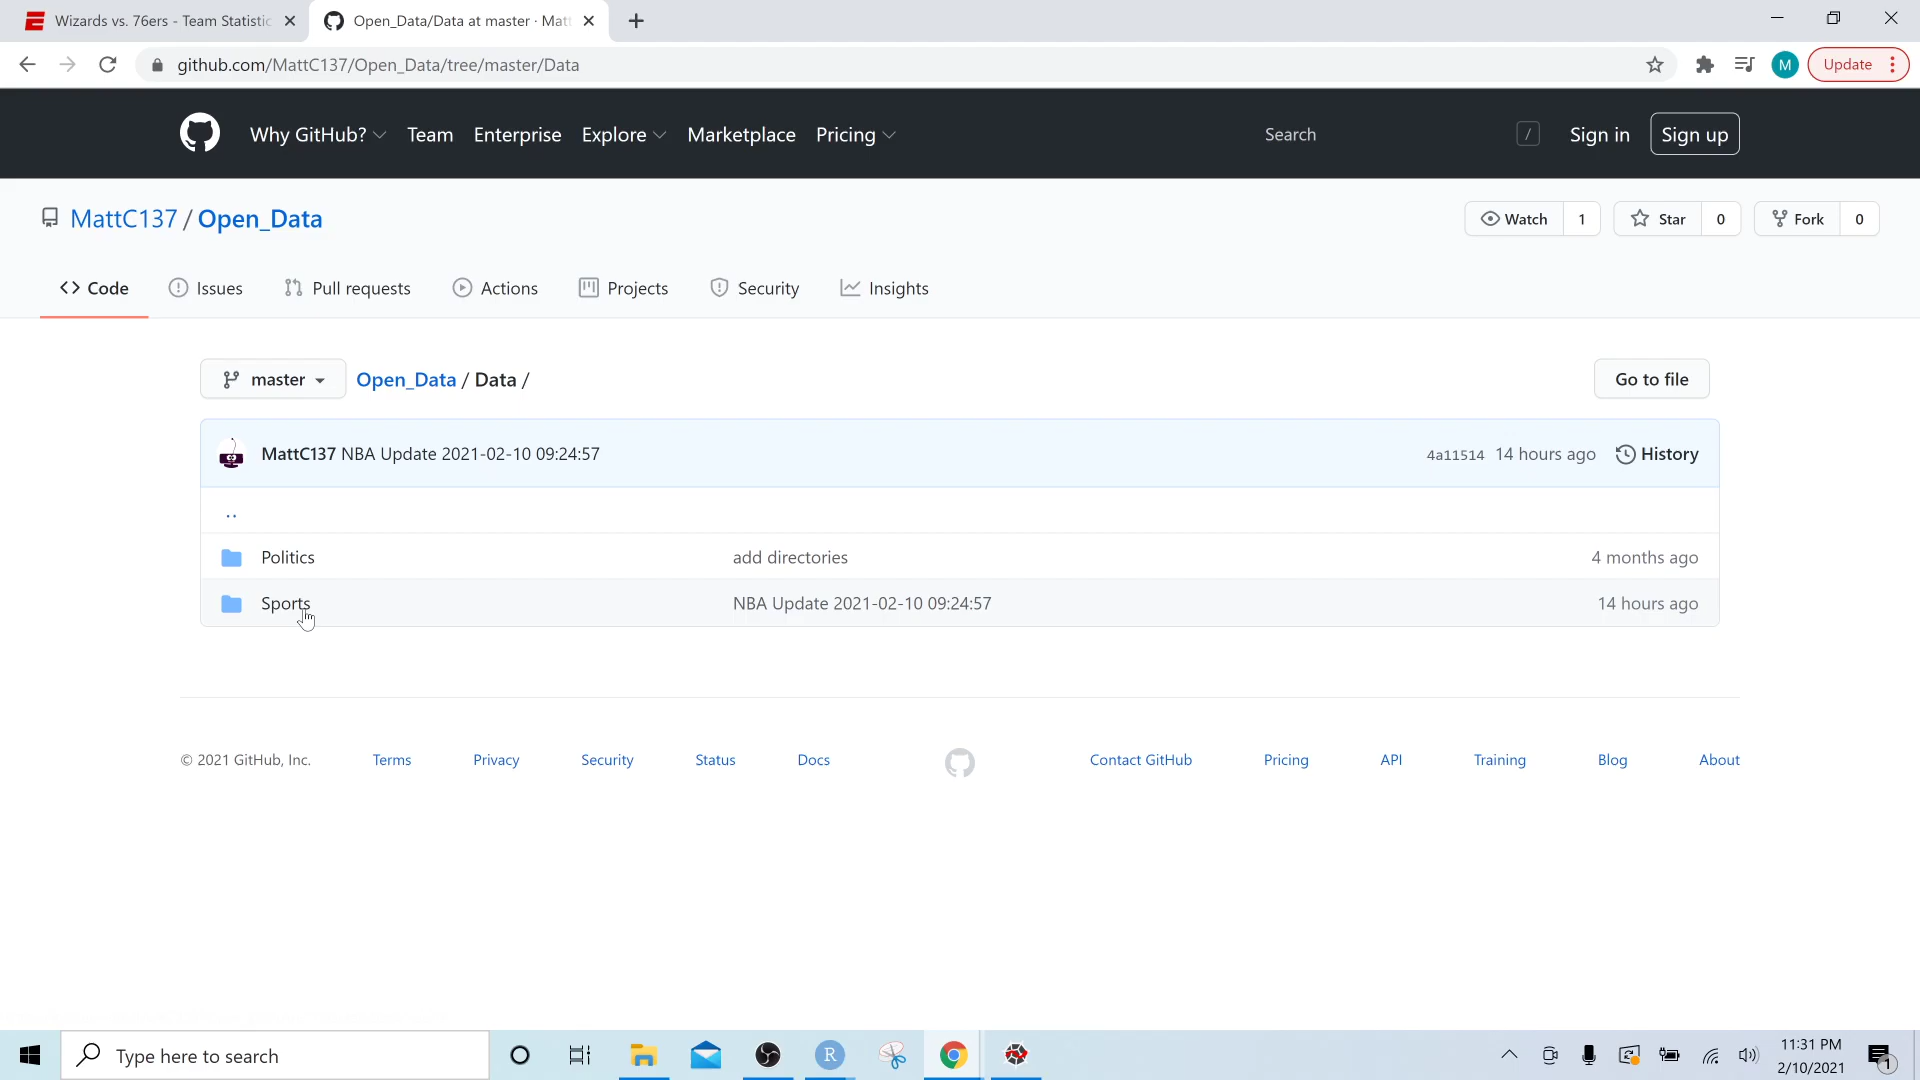 Wizards vs. 76ers - Team Statistic
Open_Data/Data at master · Matt
github.com/MattC137/Open_Data/tree/master/Data
M
Update
Why GitHub? Team Enterprise Explore Marketplace Pricing
Search
/
Sign in
Sign up
MattC137 / Open_Data
Watch 1
Star 0
Fork 0
Code
Issues
Pull requests
Actions
Projects
Security
Insights
master
Open_Data / Data /
Go to file
MattC137 NBA Update 2021-02-10 09:24:57
4a11514 14 hours ago
History
..
Politics add directories 4 months ago
Sports NBA Update 2021-02-10 09:24:57 14 hours ago
© 2021 GitHub, Inc. Terms Privacy Security Status Docs Contact GitHub Pricing API Training Blog About
Type here to search
R
11:31 PM
2/10/2021
1